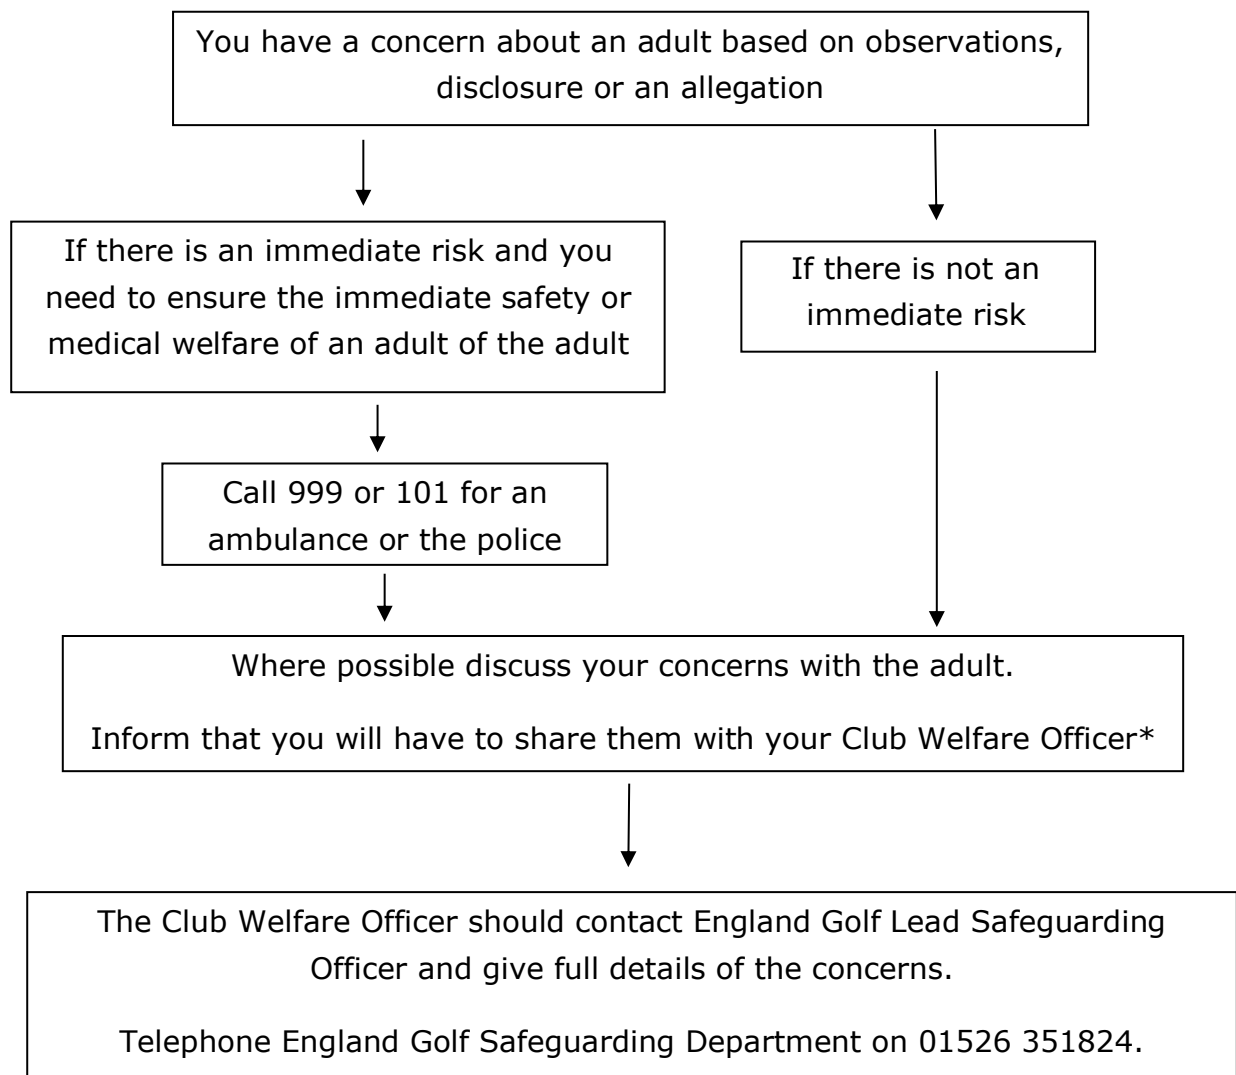 You have a concern about an adult based on observations,
disclosure or an allegation
If there is an immediate risk and you
need to ensure the immediate safety or
medical welfare of an adult of the adult
If there is not an
immediate risk
Call 999 or 101 for an
ambulance or the police
Where possible discuss your concerns with the adult.
Inform that you will have to share them with your Club Welfare Officer*
The Club Welfare Officer should contact England Golf Lead Safeguarding
Officer and give full details of the concerns.
Telephone England Golf Safeguarding Department on 01526 351824.